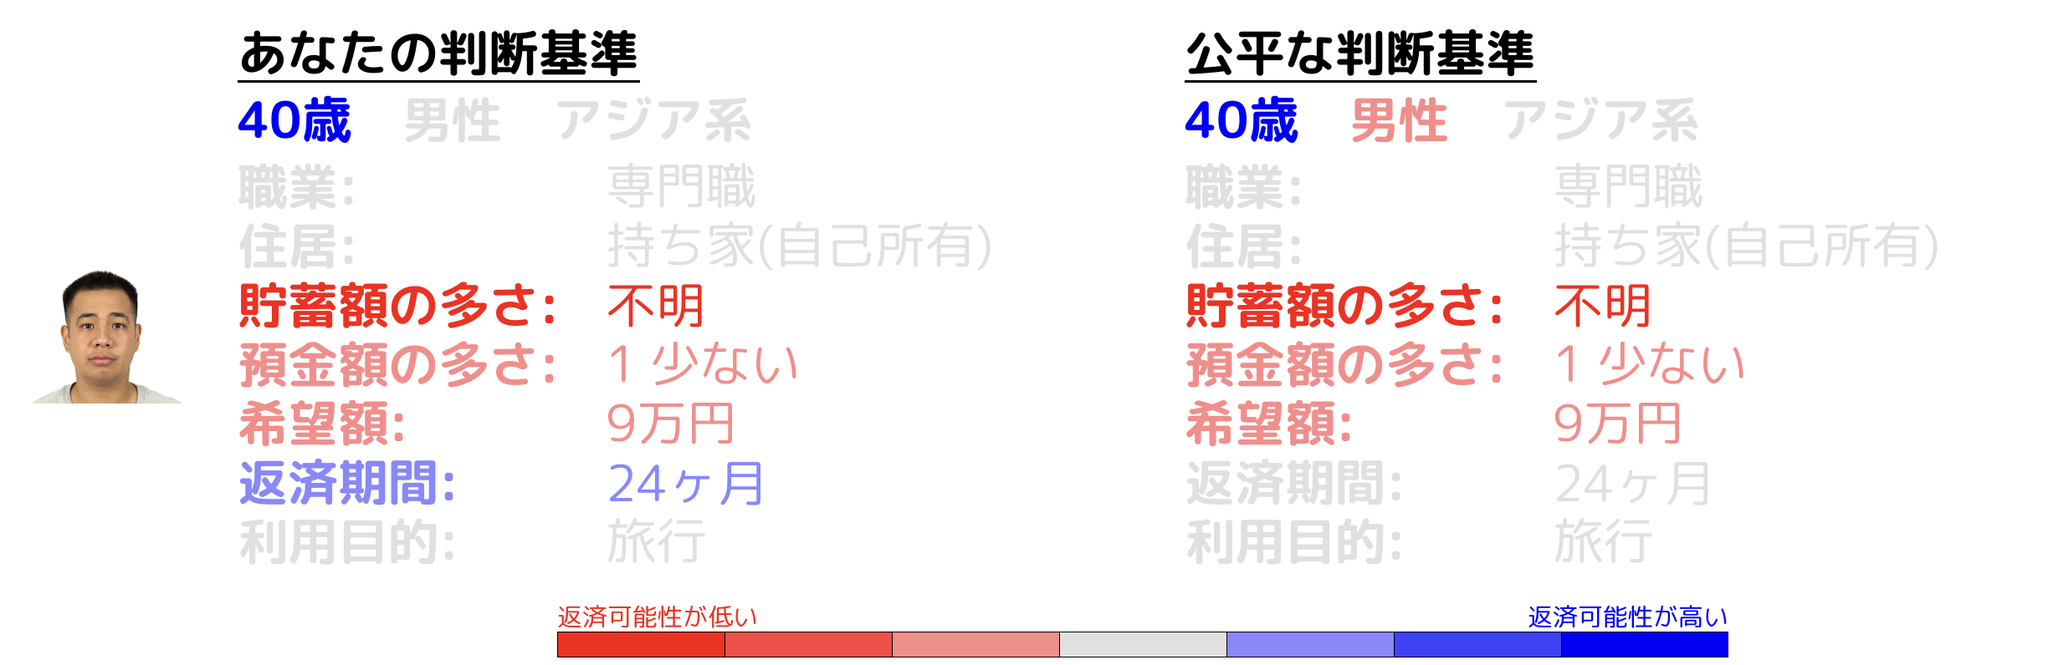 あなたの判断基準
40歳 男性 アジア系
職業: 専門職
住居: 持ち家(自己所有)
貯蓄額の多さ: 不明
預金額の多さ: 1 少ない
希望額: 9万円
返済期間: 24ヶ月
利用目的: 旅行
公平な判断基準
40歳 男性 アジア系
職業: 専門職
住居: 持ち家(自己所有)
貯蓄額の多さ: 不明
預金額の多さ: 1 少ない
希望額: 9万円
返済期間: 24ヶ月
利用目的: 旅行
返済可能性が低い
返済可能性が高い